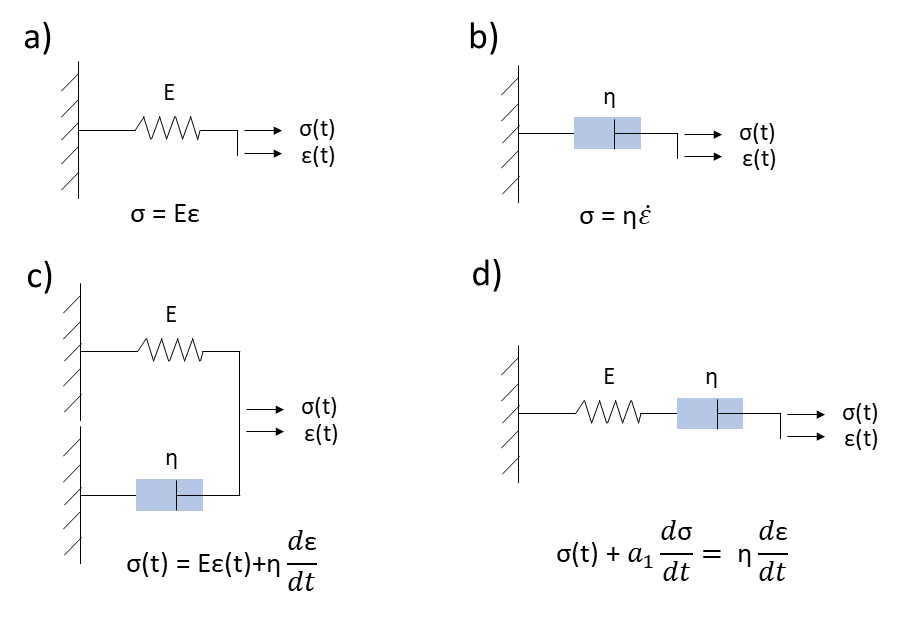 a)
E
σ(t)
ε(t)
σ = Eε
b)
η
σ(t)
ε(t)
σ = ηε̇
c)
E
σ(t)
ε(t)
η
σ(t) = Eε(t)+η dε/dt
d)
E
η
σ(t)
ε(t)
σ(t) + a₁ dσ/dt = η dε/dt